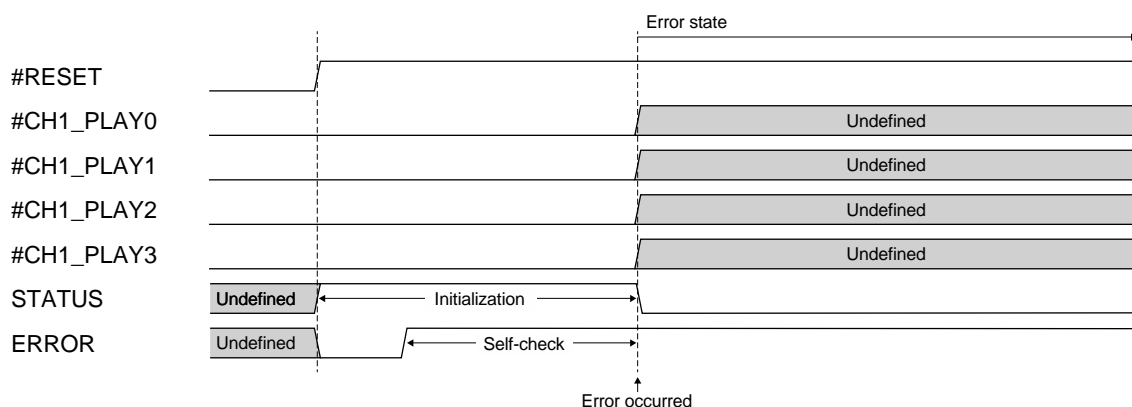 Error state
#RESET
#CH1_PLAY0 Undefined
#CH1_PLAY1 Undefined
#CH1_PLAY2 Undefined
#CH1_PLAY3 Undefined
STATUS Undefined Initialization
ERROR Undefined Self-check
Error occurred